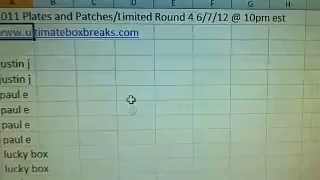 A B C D E F G
2011 Plates and Patches/Limited Round 4 6/7/12 @ 10pm est
www.ultimateboxbreaks.com
justin j
justin j
paul e
paul e
paul e
paul e
lucky box
lucky box